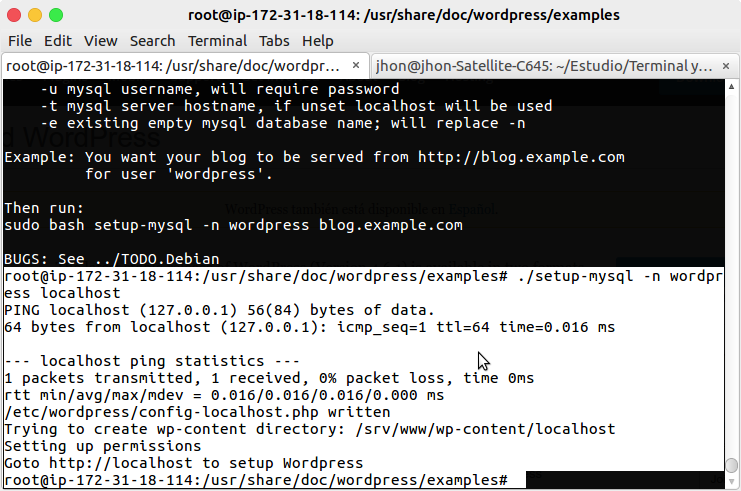 root@ip-172-31-18-114: /usr/share/doc/wordpress/examples
File Edit View Search Terminal Tabs Help
root@ip-172-31-18-114: /usr/share/doc/wordpr... × jhon@jhon-Satellite-C645: ~/Estudio/Terminal y... ×
-u mysql username, will require password
-t mysql server hostname, if unset localhost will be used
-e existing empty mysql database name; will replace -n
d WordPress
Example: You want your blog to be served from http://blog.example.com
for user 'wordpress'.
WordPress también está disponible en Español.
Then run:
sudo bash setup-mysql -n wordpress blog.example.com
BUGS: See ../TODO.Debian
root@ip-172-31-18-114:/usr/share/doc/wordpress/examples# ./setup-mysql -n wordpr
ess localhost
PING localhost (127.0.0.1) 56(84) bytes of data.
64 bytes from localhost (127.0.0.1): icmp_seq=1 ttl=64 time=0.016 ms
--- localhost ping statistics ---
1 packets transmitted, 1 received, 0% packet loss, time 0ms
rtt min/avg/max/mdev = 0.016/0.016/0.016/0.000 ms
/etc/wordpress/config-localhost.php written
Trying to create wp-content directory: /srv/www/wp-content/localhost
Setting up permissions
Goto http://localhost to setup Wordpress
root@ip-172-31-18-114:/usr/share/doc/wordpress/examples#